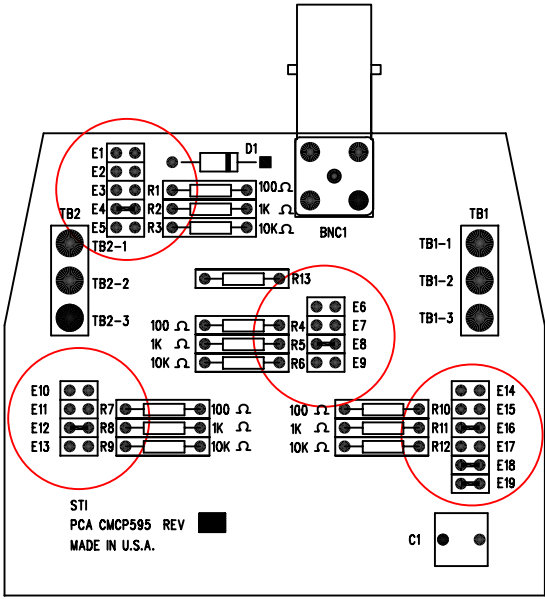 D1
E1
E2
E3 R1 100Ω
E4 R2 1K Ω
E5 R3 10KΩ
BNC1
TB2
TB2-1
TB2-2
TB2-3
TB1
TB1-1
TB1-2
TB1-3
R13
E6
100 Ω R4 E7
1K Ω R5 E8
10K Ω R6 E9
E10
E11 R7 100 Ω
E12 R8 1K Ω
E13 R9 10K Ω
E14
100 Ω R10 E15
1K Ω R11 E16
10K Ω R12 E17
E18
E19
STI
PCA CMCP595 REV
MADE IN U.S.A.
C1